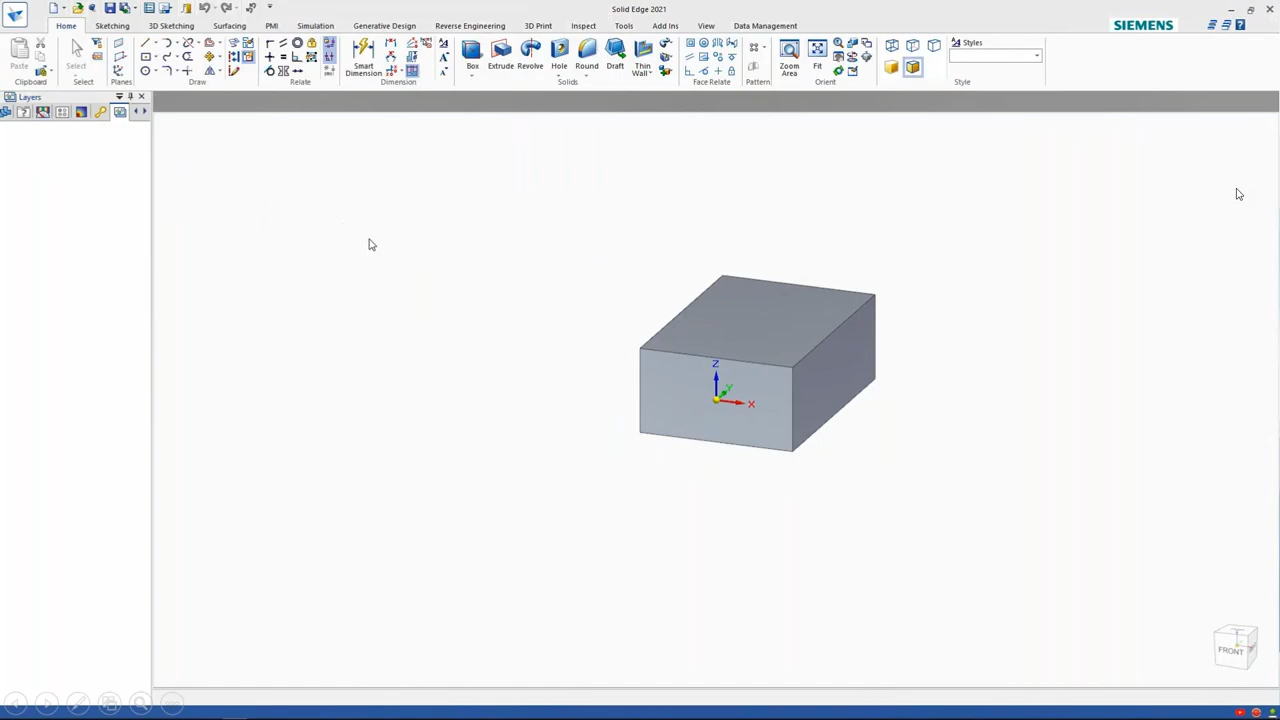 Solid Edge 2021
Home Sketching 3D Sketching Surfacing PMI Simulation Generative Design Reverse Engineering 3D Print Inspect Tools Add Ins View Data Management
SIEMENS
Paste Select Smart Dimension Box Extrude Revolve Hole Round Draft Thin Wall Zoom Area Fit Styles
Clipboard Select Planes Draw Relate Dimension Solids Face Relate Pattern Orient Style
Layers
Z
Y
X
FRONT